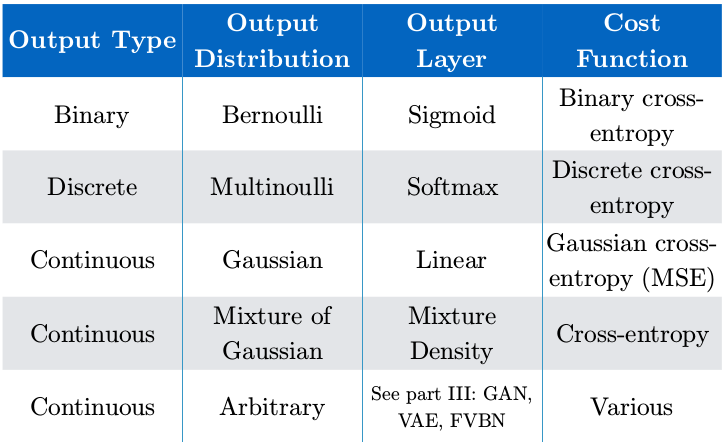 Output Type
Output
Distribution
Output
Layer
Cost
Function
Binary
Bernoulli
Sigmoid
Binary cross-
entropy
Discrete
Multinoulli
Softmax
Discrete cross-
entropy
Continuous
Gaussian
Linear
Gaussian cross-
entropy (MSE)
Continuous
Mixture of
Gaussian
Mixture
Density
Cross-entropy
Continuous
Arbitrary
See part III: GAN,
VAE, FVBN
Various